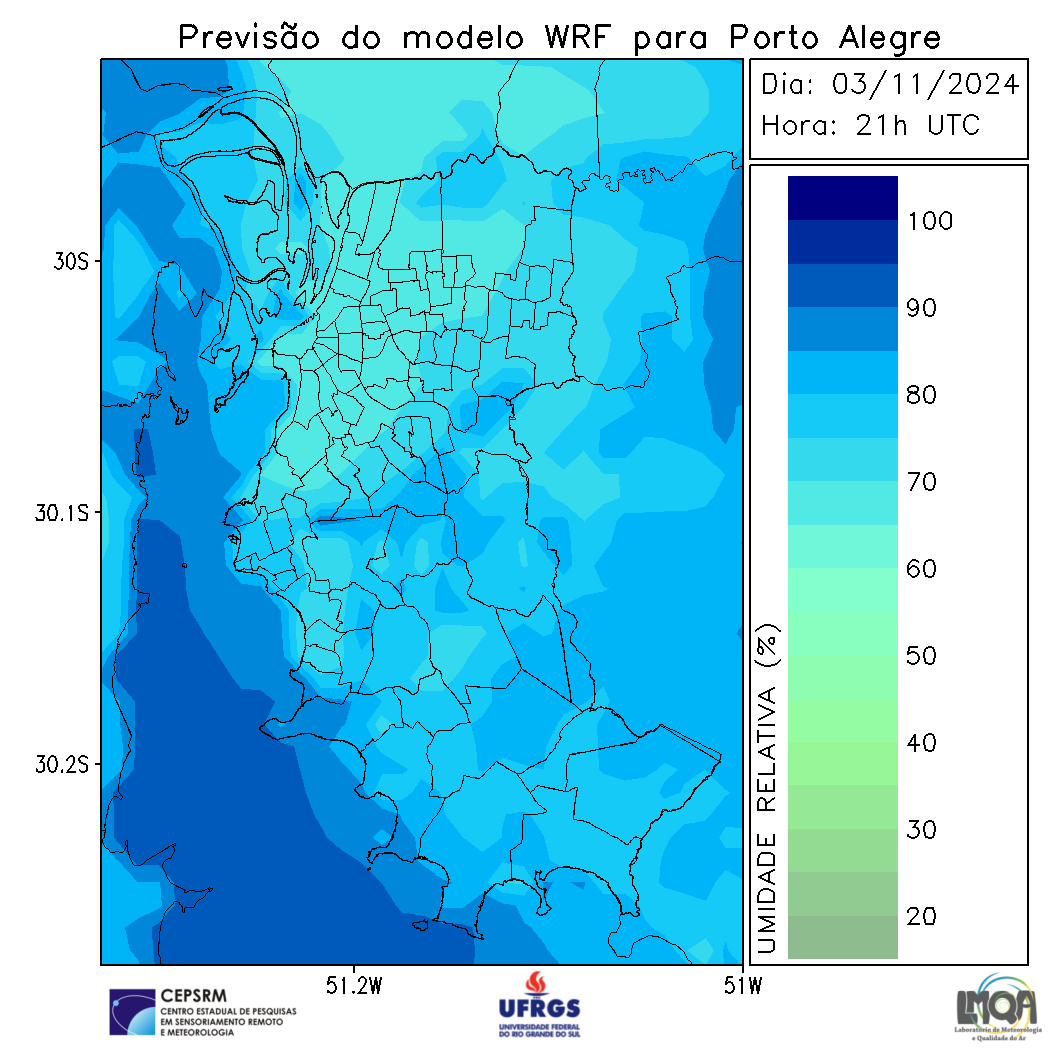 Previsão do modelo WRF para Porto Alegre
Dia: 03/11/2024
Hora: 21h UTC
30S
30.1S
30.2S
51.2W
51W
100
90
80
70
60
50
40
30
20
UMIDADE RELATIVA (%)
CEPSRM
CENTRO ESTADUAL DE PESQUISAS
EM SENSORIAMENTO REMOTO
E METEOROLOGIA
UFRGS
UNIVERSIDADE FEDERAL
DO RIO GRANDE DO SUL
LMQA
Laboratório de Meteorologia
e Qualidade do Ar